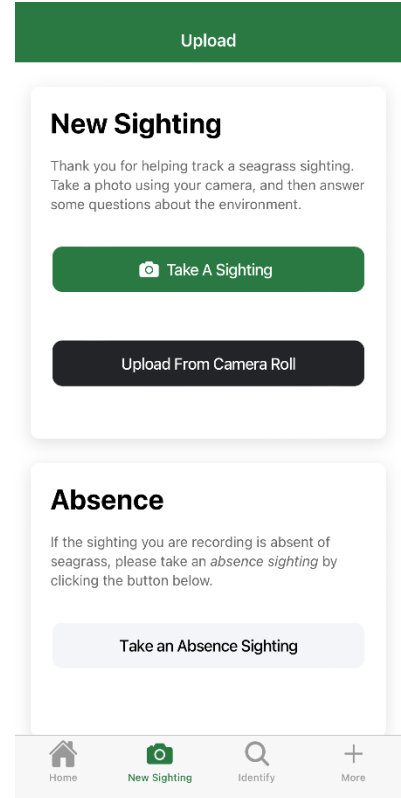 Upload
New Sighting
Thank you for helping track a seagrass sighting.
Take a photo using your camera, and then answer
some questions about the environment.
Take A Sighting
Upload From Camera Roll
Absence
If the sighting you are recording is absent of
seagrass, please take an absence sighting by
clicking the button below.
Take an Absence Sighting
Home New Sighting Identify More